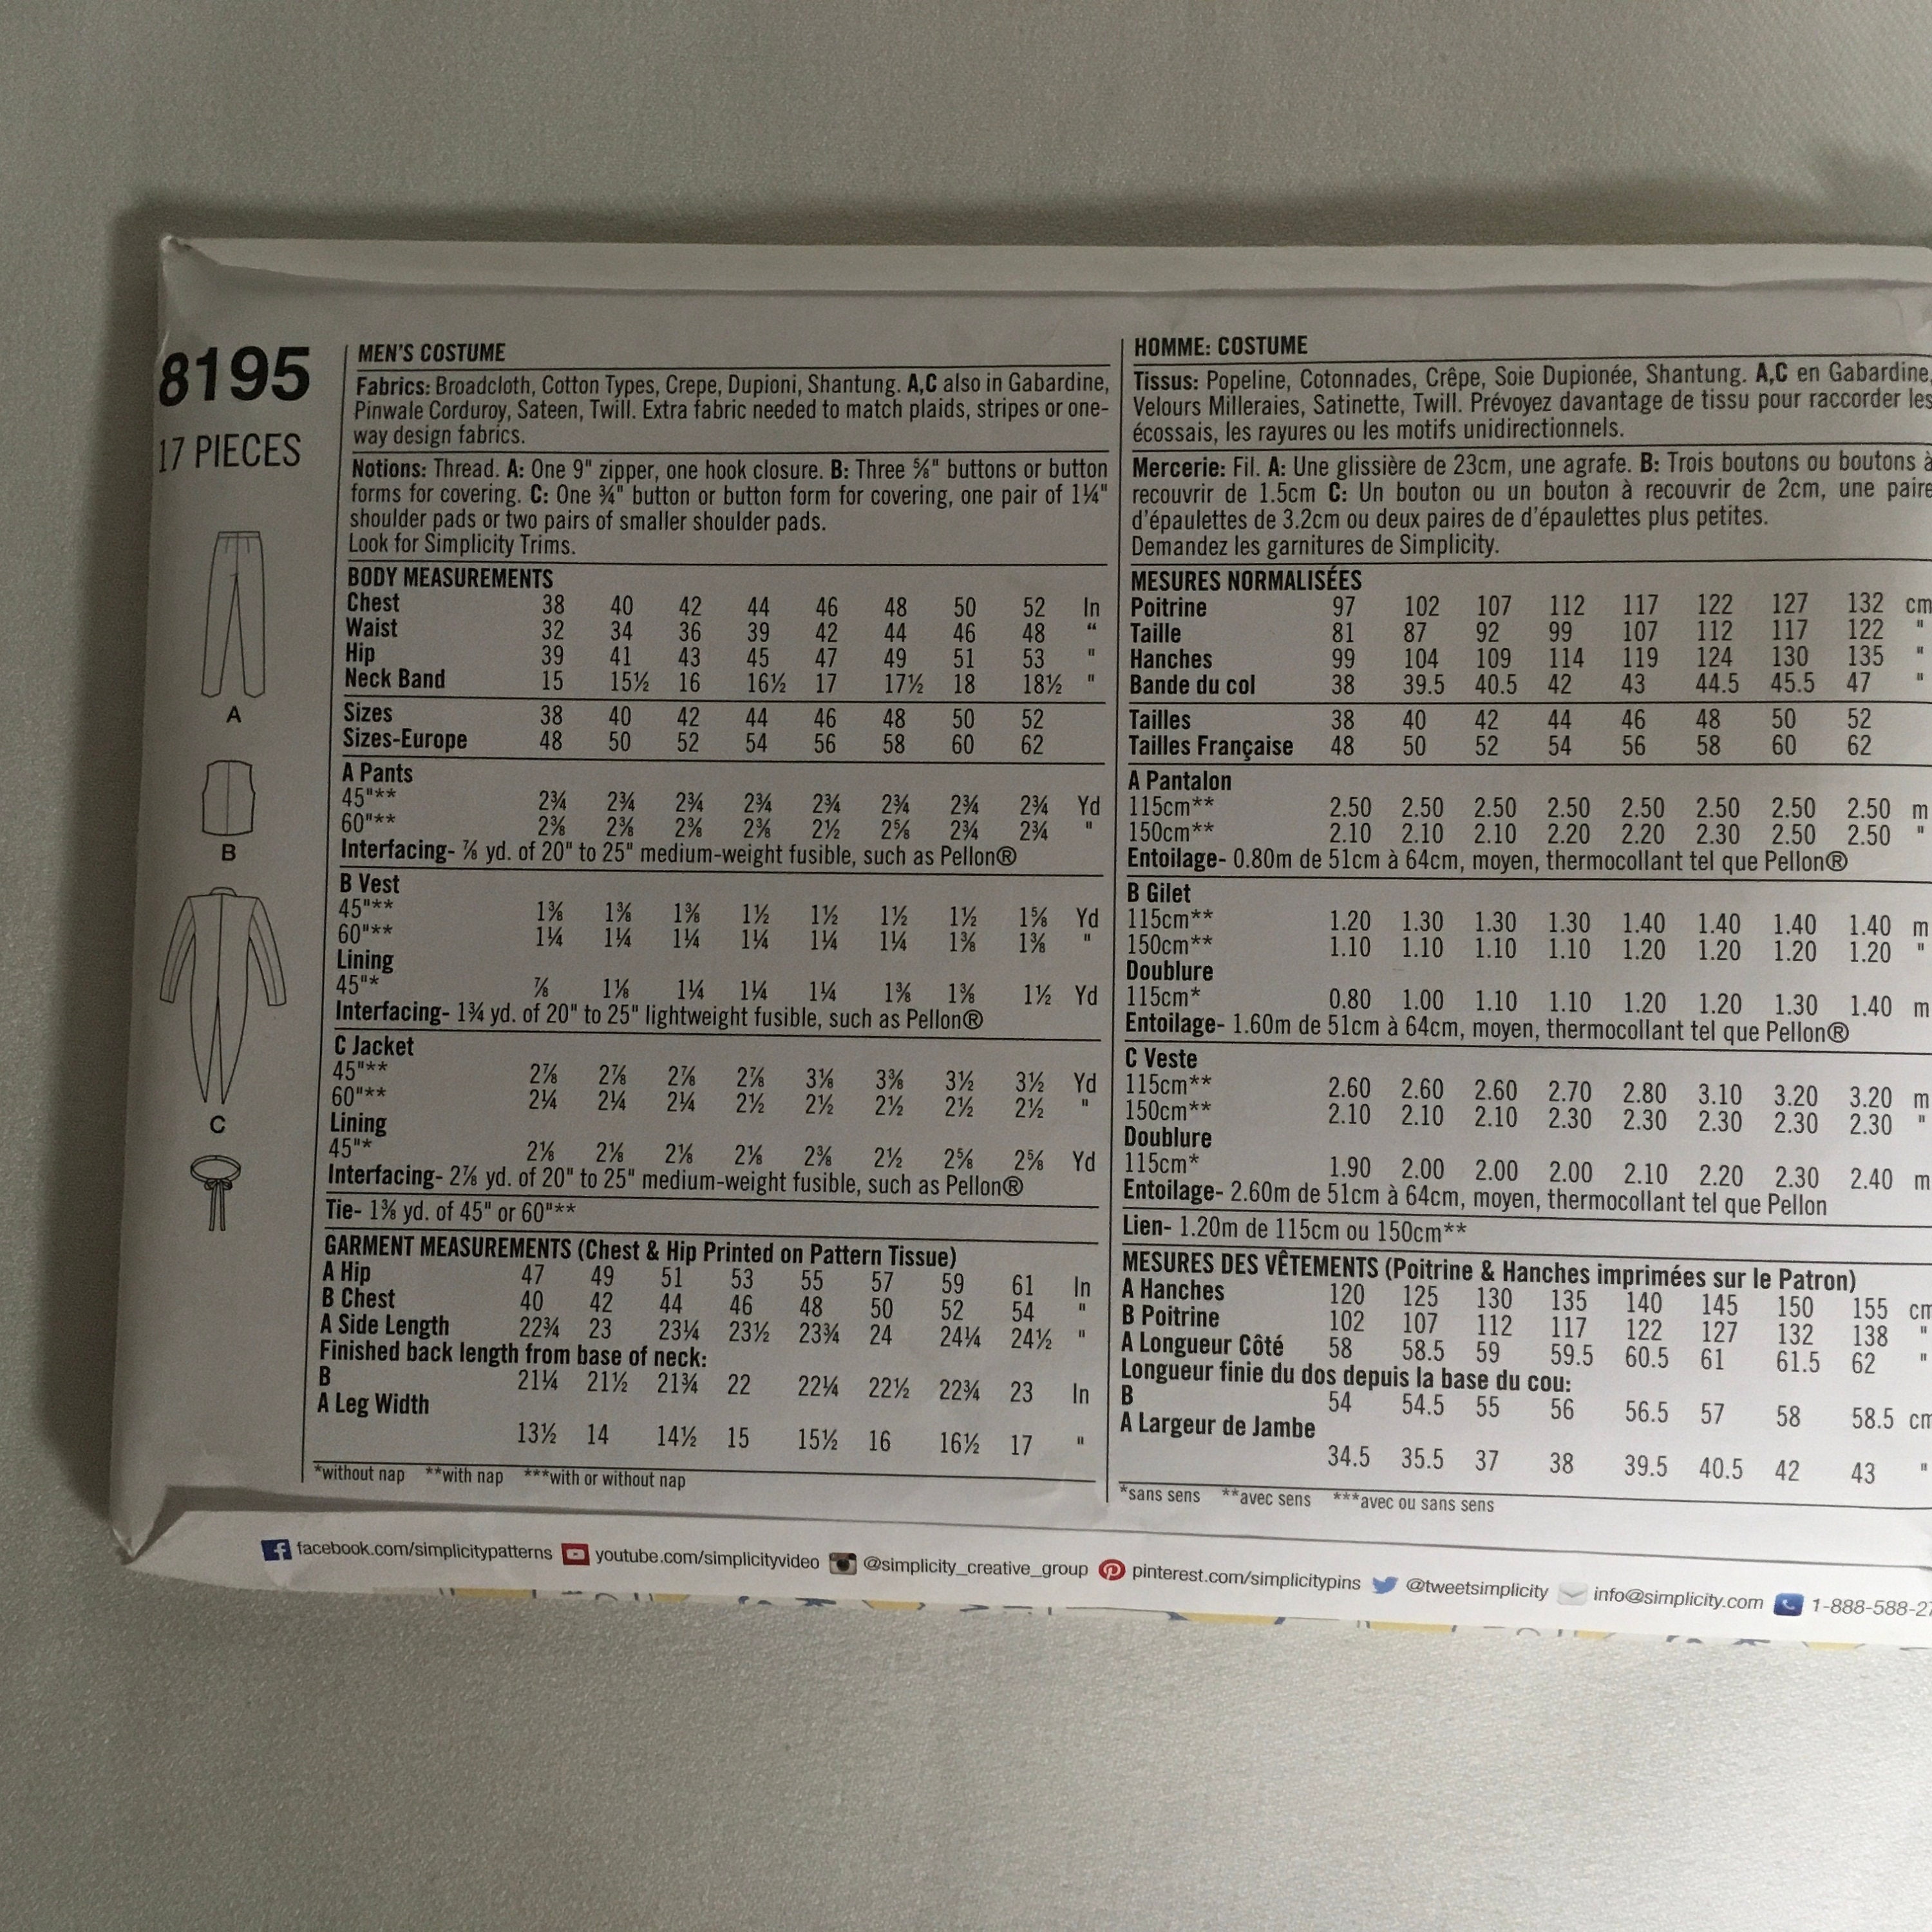 8195
17 PIECES
A
B
C
MEN'S COSTUME
Fabrics: Broadcloth, Cotton Types, Crepe, Dupioni, Shantung. A,C also in Gabardine,
Pinwale Corduroy, Sateen, Twill. Extra fabric needed to match plaids, stripes or one-
way design fabrics.
Notions: Thread. A: One 9" zipper, one hook closure. B: Three ⅝" buttons or button
forms for covering. C: One ¾" button or button form for covering, one pair of 1¼"
shoulder pads or two pairs of smaller shoulder pads.
Look for Simplicity Trims.
BODY MEASUREMENTS
Chest 38 40 42 44 46 48 50 52 In
Waist 32 34 36 39 42 44 46 48 "
Hip 39 41 43 45 47 49 51 53 "
Neck Band 15 15½ 16 16½ 17 17½ 18 18½ "
Sizes 38 40 42 44 46 48 50 52
Sizes-Europe 48 50 52 54 56 58 60 62
A Pants
45"** 2¾ 2¾ 2¾ 2¾ 2¾ 2¾ 2¾ 2¾ Yd
60"** 2⅜ 2⅜ 2⅜ 2⅜ 2½ 2⅝ 2¾ 2¾ "
Interfacing- ⅞ yd. of 20" to 25" medium-weight fusible, such as Pellon®
B Vest
45"** 1⅜ 1⅜ 1⅜ 1½ 1½ 1½ 1½ 1⅝ Yd
60"** 1¼ 1¼ 1¼ 1¼ 1¼ 1¼ 1⅜ 1⅜ "
Lining
45"* ⅞ 1⅛ 1¼ 1¼ 1¼ 1⅜ 1⅜ 1½ Yd
Interfacing- 1¾ yd. of 20" to 25" lightweight fusible, such as Pellon®
C Jacket
45"** 2⅞ 2⅞ 2⅞ 2⅞ 3⅛ 3⅜ 3½ 3½ Yd
60"** 2¼ 2¼ 2¼ 2½ 2½ 2½ 2½ 2½ "
Lining
45"* 2⅛ 2⅛ 2⅛ 2⅛ 2⅜ 2½ 2⅝ 2⅝ Yd
Interfacing- 2⅞ yd. of 20" to 25" medium-weight fusible, such as Pellon®
Tie- 1⅜ yd. of 45" or 60"**
GARMENT MEASUREMENTS (Chest & Hip Printed on Pattern Tissue)
A Hip 47 49 51 53 55 57 59 61 In
B Chest 40 42 44 46 48 50 52 54 "
A Side Length 22¾ 23 23¼ 23½ 23¾ 24 24¼ 24½ "
Finished back length from base of neck:
B 21¼ 21½ 21¾ 22 22¼ 22½ 22¾ 23 In
A Leg Width
13½ 14 14½ 15 15½ 16 16½ 17 "
*without nap **with nap ***with or without nap
HOMME: COSTUME
Tissus: Popeline, Cotonnades, Crêpe, Soie Dupionée, Shantung. A,C en Gabardine,
Velours Milleraies, Satinette, Twill. Prévoyez davantage de tissu pour raccorder les
écossais, les rayures ou les motifs unidirectionnels.
Mercerie: Fil. A: Une glissière de 23cm, une agrafe. B: Trois boutons ou boutons à
recouvrir de 1.5cm C: Un bouton ou un bouton à recouvrir de 2cm, une paire
d'épaulettes de 3.2cm ou deux paires de d'épaulettes plus petites.
Demandez les garnitures de Simplicity.
MESURES NORMALISÉES
Poitrine 97 102 107 112 117 122 127 132 cm
Taille 81 87 92 99 107 112 117 122 "
Hanches 99 104 109 114 119 124 130 135 "
Bande du col 38 39.5 40.5 42 43 44.5 45.5 47 "
Tailles 38 40 42 44 46 48 50 52
Tailles Française 48 50 52 54 56 58 60 62
A Pantalon
115cm** 2.50 2.50 2.50 2.50 2.50 2.50 2.50 2.50 m
150cm** 2.10 2.10 2.10 2.20 2.20 2.30 2.50 2.50 "
Entoilage- 0.80m de 51cm à 64cm, moyen, thermocollant tel que Pellon®
B Gilet
115cm** 1.20 1.30 1.30 1.30 1.40 1.40 1.40 1.40 m
150cm** 1.10 1.10 1.10 1.10 1.20 1.20 1.20 1.20 "
Doublure
115cm* 0.80 1.00 1.10 1.10 1.20 1.20 1.30 1.40 m
Entoilage- 1.60m de 51cm à 64cm, moyen, thermocollant tel que Pellon®
C Veste
115cm** 2.60 2.60 2.60 2.70 2.80 3.10 3.20 3.20 m
150cm** 2.10 2.10 2.10 2.30 2.30 2.30 2.30 2.30 "
Doublure
115cm* 1.90 2.00 2.00 2.00 2.10 2.20 2.30 2.40 m
Entoilage- 2.60m de 51cm à 64cm, moyen, thermocollant tel que Pellon
Lien- 1.20m de 115cm ou 150cm**
MESURES DES VÊTEMENTS (Poitrine & Hanches imprimées sur le Patron)
A Hanches 120 125 130 135 140 145 150 155 cm
B Poitrine 102 107 112 117 122 127 132 138 "
A Longueur Côté 58 58.5 59 59.5 60.5 61 61.5 62 "
Longueur finie du dos depuis la base du cou:
B 54 54.5 55 56 56.5 57 58 58.5 cm
A Largeur de Jambe
34.5 35.5 37 38 39.5 40.5 42 43 "
*sans sens **avec sens ***avec ou sans sens
facebook.com/simplicitypatterns youtube.com/simplicityvideo @simplicity_creative_group pinterest.com/simplicitypins @tweetsimplicity info@simplicity.com 1-888-588-27